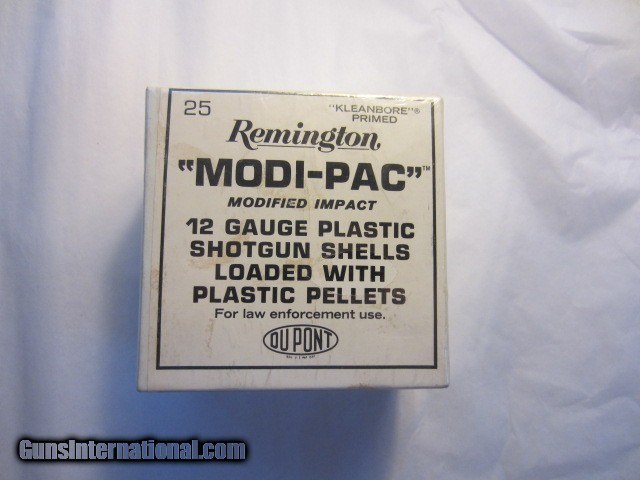 25
"KLEANBORE"®
PRIMED
Remington®
"MODI-PAC"™
MODIFIED IMPACT
12 GAUGE PLASTIC
SHOTGUN SHELLS
LOADED WITH
PLASTIC PELLETS
For law enforcement use.
DU PONT
GunsInternational.com